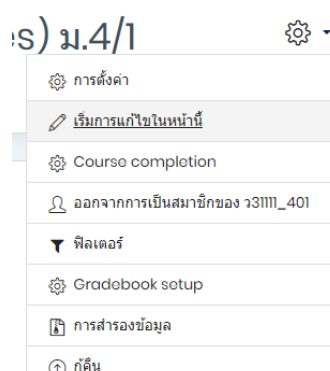 s) ม.4/1
การตั้งค่า
เริ่มการแก้ไขในหน้านี้
Course completion
ออกจากการเป็นสมาชิกของ ว31111_401
ฟิลเตอร์
Gradebook setup
การสำรองข้อมูล
กู้คืน